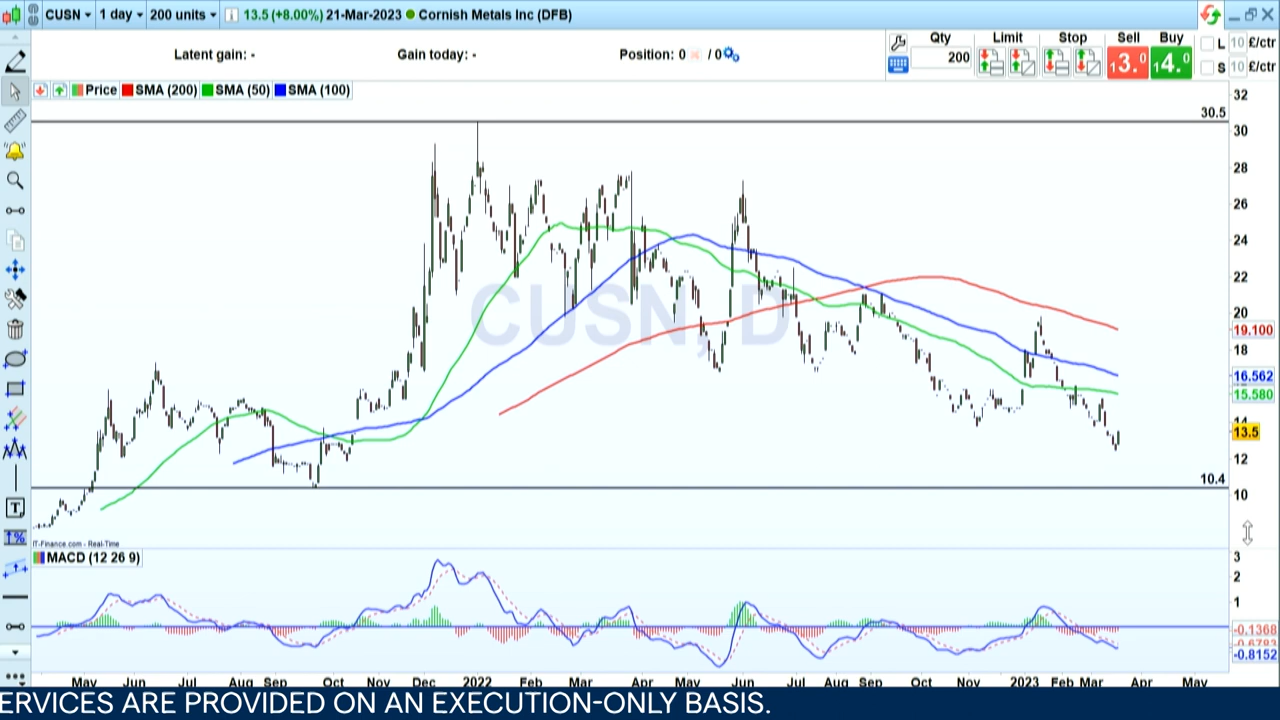 CUSN 1 day 200 units 13.5 (+8.00%) 21-Mar-2023 Cornish Metals Inc (DFB)
Latent gain: - Gain today: - Position: 0 / 0
Qty Limit Stop Sell Buy
200 13.0 14.0
L 10 £/ctr
S 10 £/ctr
Price SMA (200) SMA (50) SMA (100)
32
30.5
30
28
26
24
22
20
19.100
18
16.562
15.580
14
13.5
12
10.4
10
CUSN, D
IT-Finance.com - Real-Time
MACD (12 26 9)
3
2
1
-0.1368
-0.6783
-0.8152
May Jun Jul Aug Sep Oct Nov Dec 2022 Feb Mar Apr May Jun Jul Aug Sep Oct Nov 2023 Feb Mar Apr May
ERVICES ARE PROVIDED ON AN EXECUTION-ONLY BASIS.